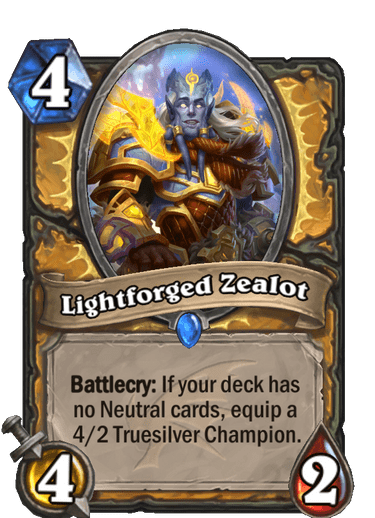 4
Lightforged Zealot
Battlecry: If your deck has
no Neutral cards, equip a
4/2 Truesilver Champion.
4
2